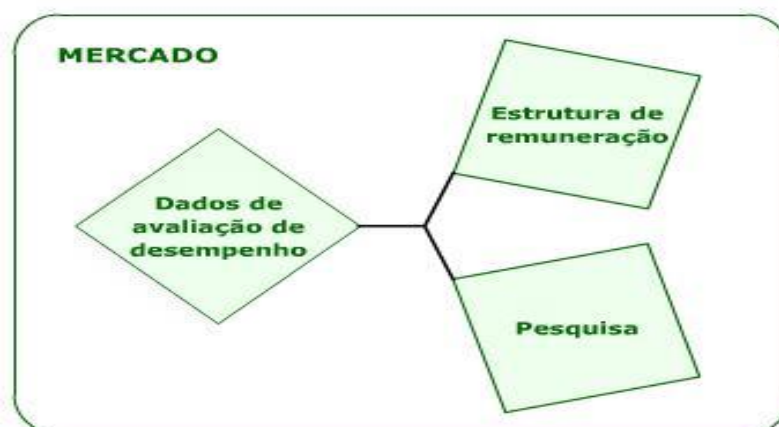 MERCADO
Estrutura de
remuneração
Dados de
avaliação de
desempenho
Pesquisa